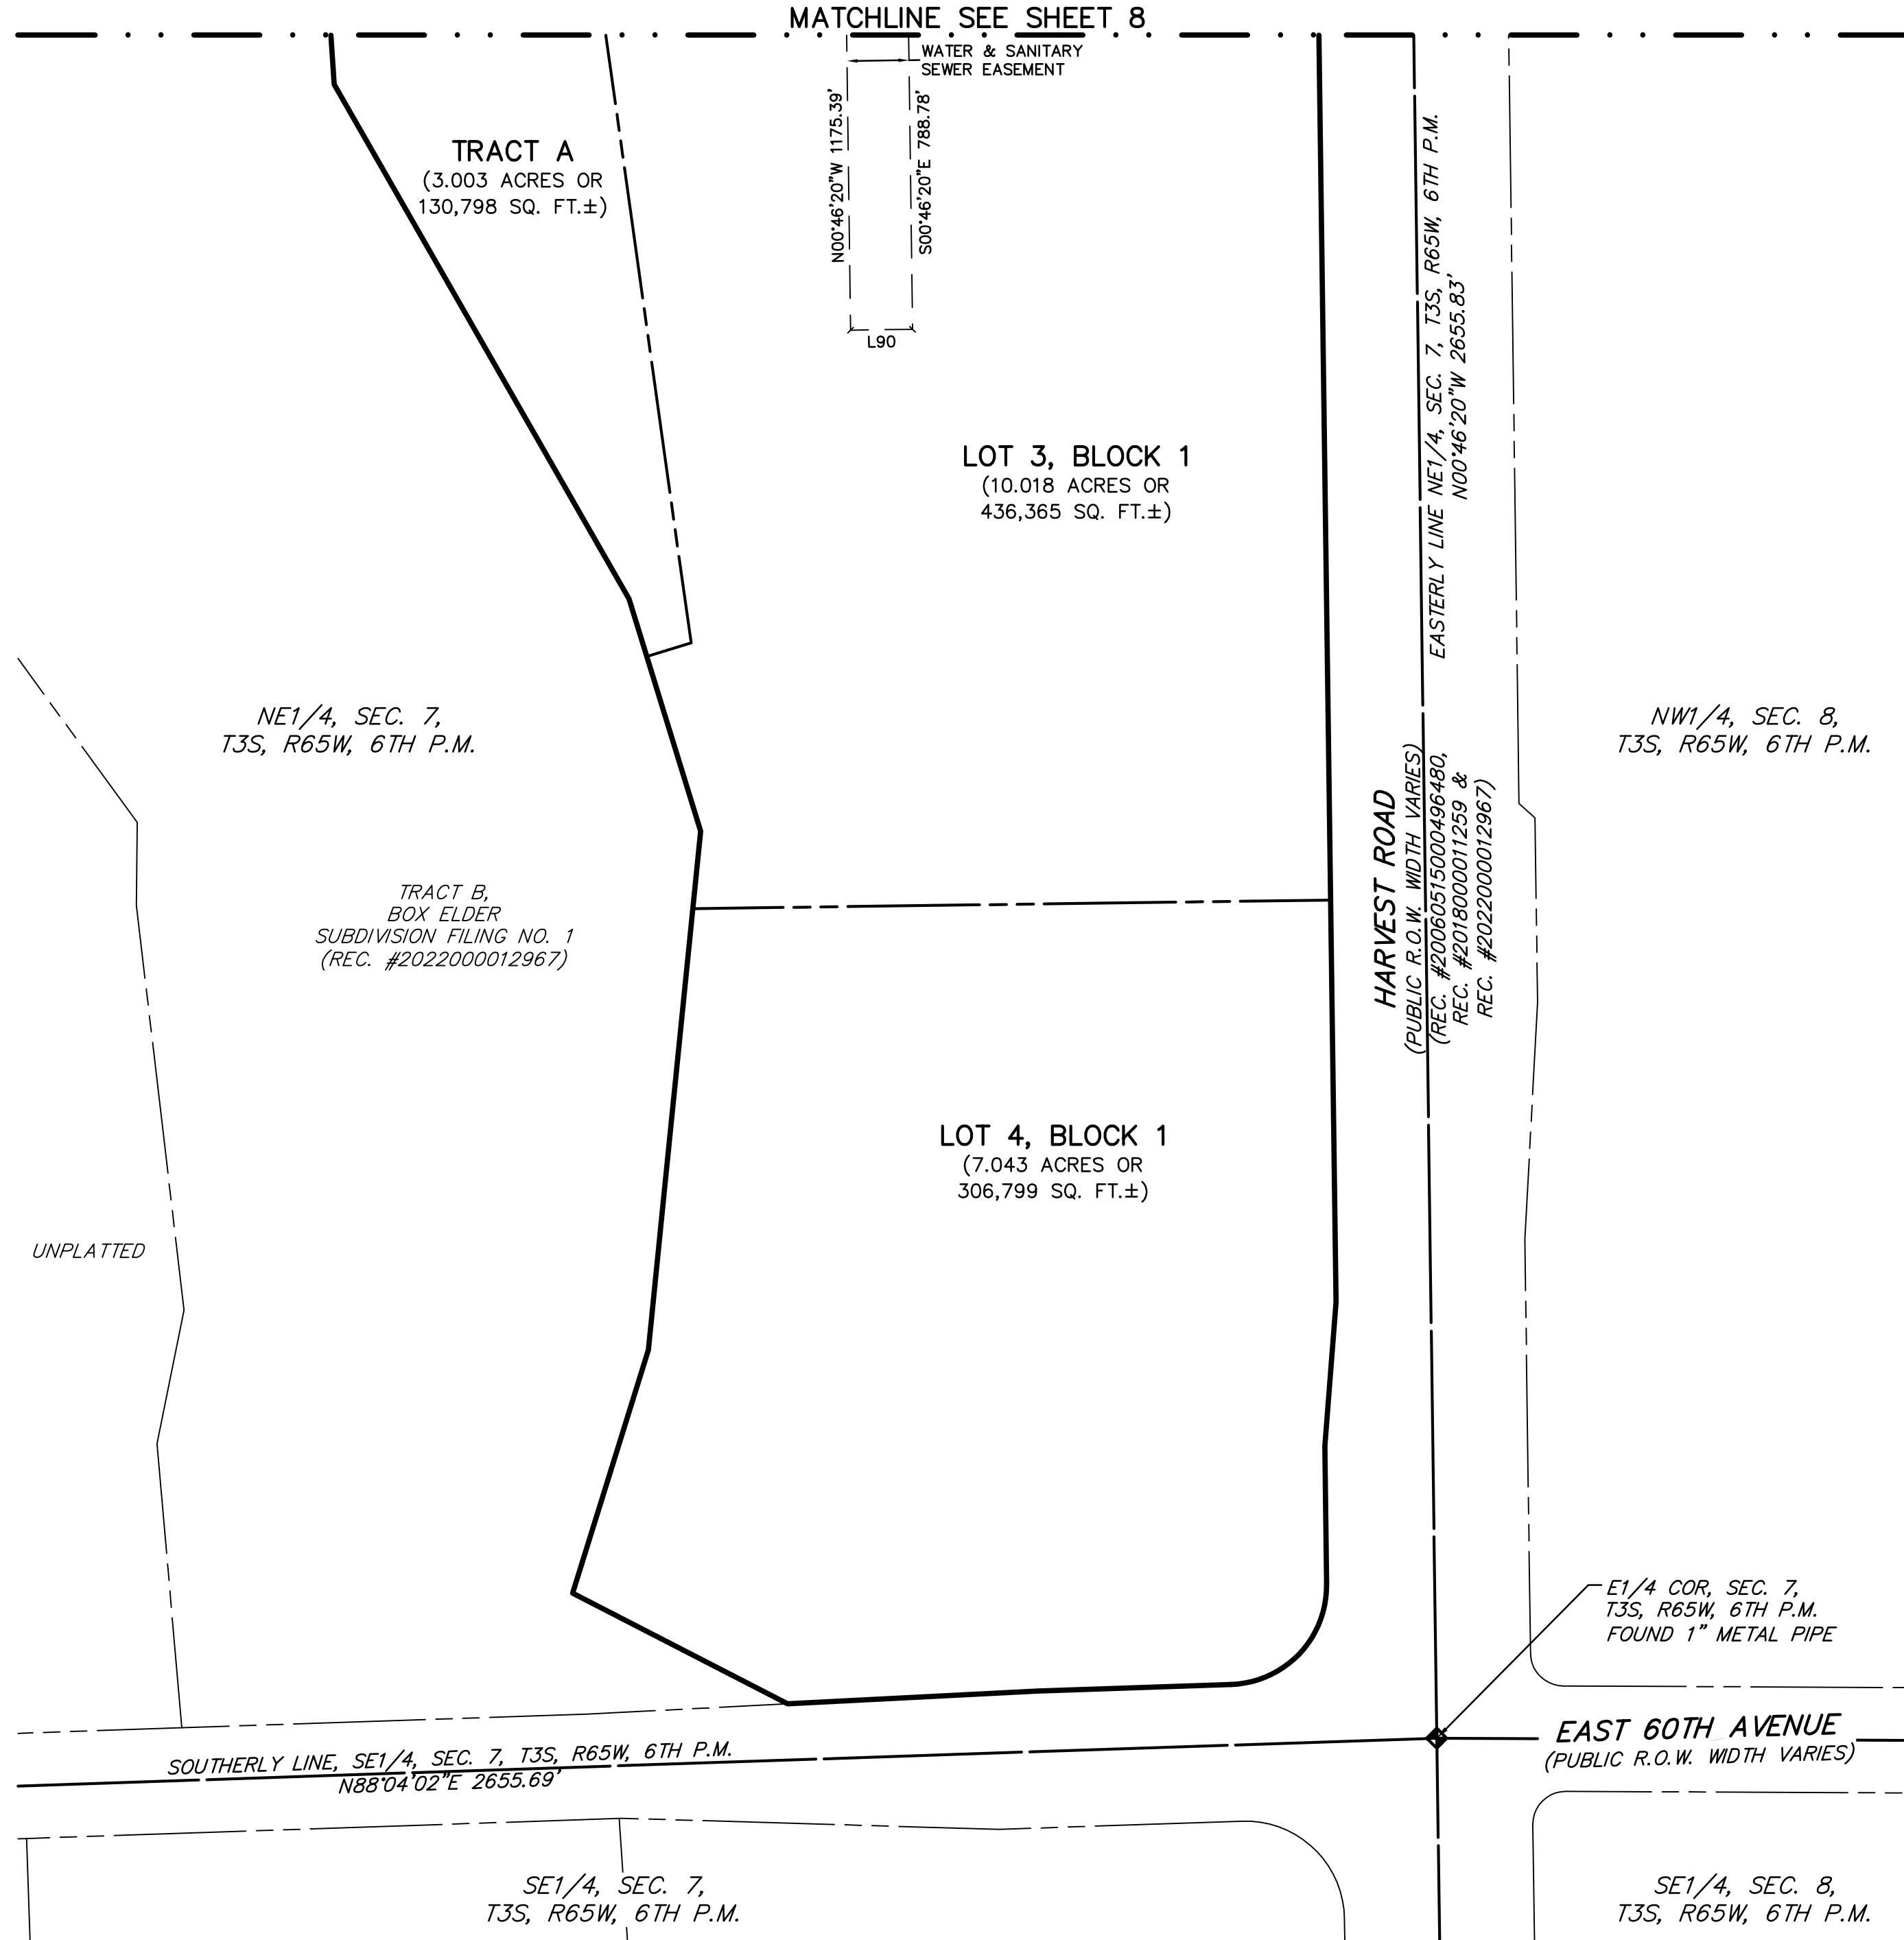 MATCHLINE SEE SHEET 8
WATER & SANITARY
SEWER EASEMENT
N00°46'20"W 1175.39'
S00°46'20"E 788.78'
L90
TRACT A
(3.003 ACRES OR
130,798 SQ. FT.±)
EASTERLY LINE NE1/4, SEC. 7, T3S, R65W, 6TH P.M.
N00°46'20"W 2655.83'
LOT 3, BLOCK 1
(10.018 ACRES OR
436,365 SQ. FT.±)
NE1/4, SEC. 7,
T3S, R65W, 6TH P.M.
NW1/4, SEC. 8,
T3S, R65W, 6TH P.M.
HARVEST ROAD
(PUBLIC R.O.W. WIDTH VARIES)
(REC. #20060515000496480,
REC. #2018000011259 &
REC. #2022000012967)
TRACT B,
BOX ELDER
SUBDIVISION FILING NO. 1
(REC. #2022000012967)
LOT 4, BLOCK 1
(7.043 ACRES OR
306,799 SQ. FT.±)
UNPLATTED
E1/4 COR, SEC. 7,
T3S, R65W, 6TH P.M.
FOUND 1" METAL PIPE
EAST 60TH AVENUE
(PUBLIC R.O.W. WIDTH VARIES)
SOUTHERLY LINE, SE1/4, SEC. 7, T3S, R65W, 6TH P.M.
N88°04'02"E 2655.69'
SE1/4, SEC. 7,
T3S, R65W, 6TH P.M.
SE1/4, SEC. 8,
T3S, R65W, 6TH P.M.